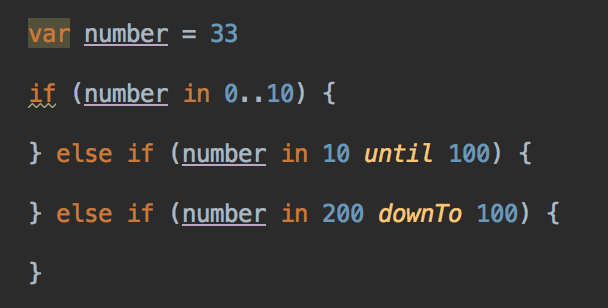 var number = 33
if (number in 0..10) {
} else if (number in 10 until 100) {
} else if (number in 200 downTo 100) {
}